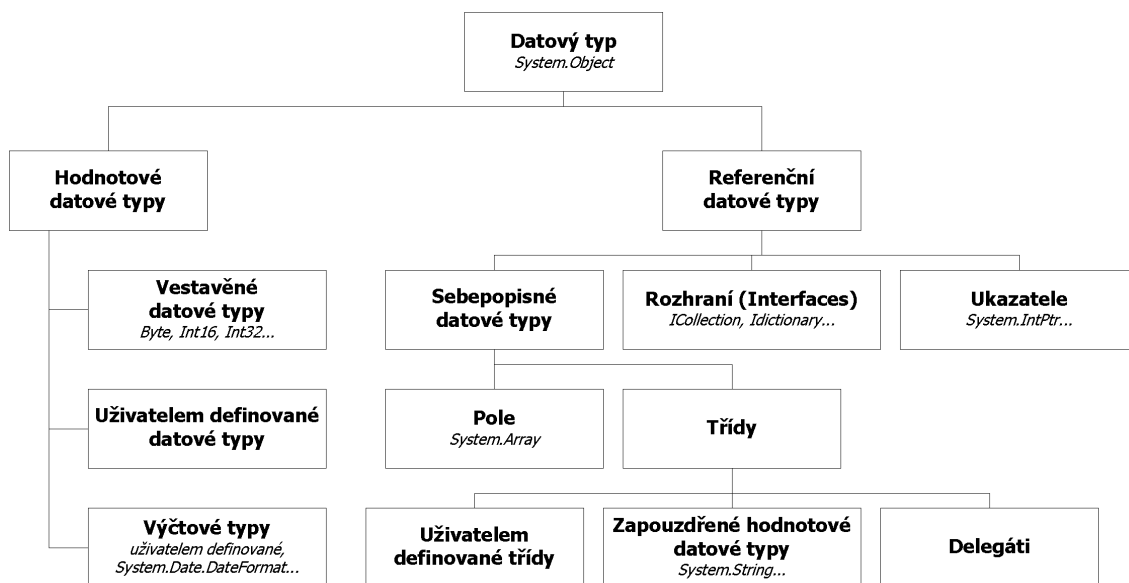 Datový typ
System.Object
Hodnotové
datové typy
Referenční
datové typy
Vestavěné
datové typy
Byte, Int16, Int32...
Sebepopisné
datové typy
Rozhraní (Interfaces)
ICollection, Idictionary...
Ukazatele
System.IntPtr...
Uživatelem definované
datové typy
Pole
System.Array
Třídy
Výčtové typy
uživatelem definované,
System.Date.DateFormat...
Uživatelem
definované třídy
Zapouzdřené hodnotové
datové typy
System.String...
Delegáti